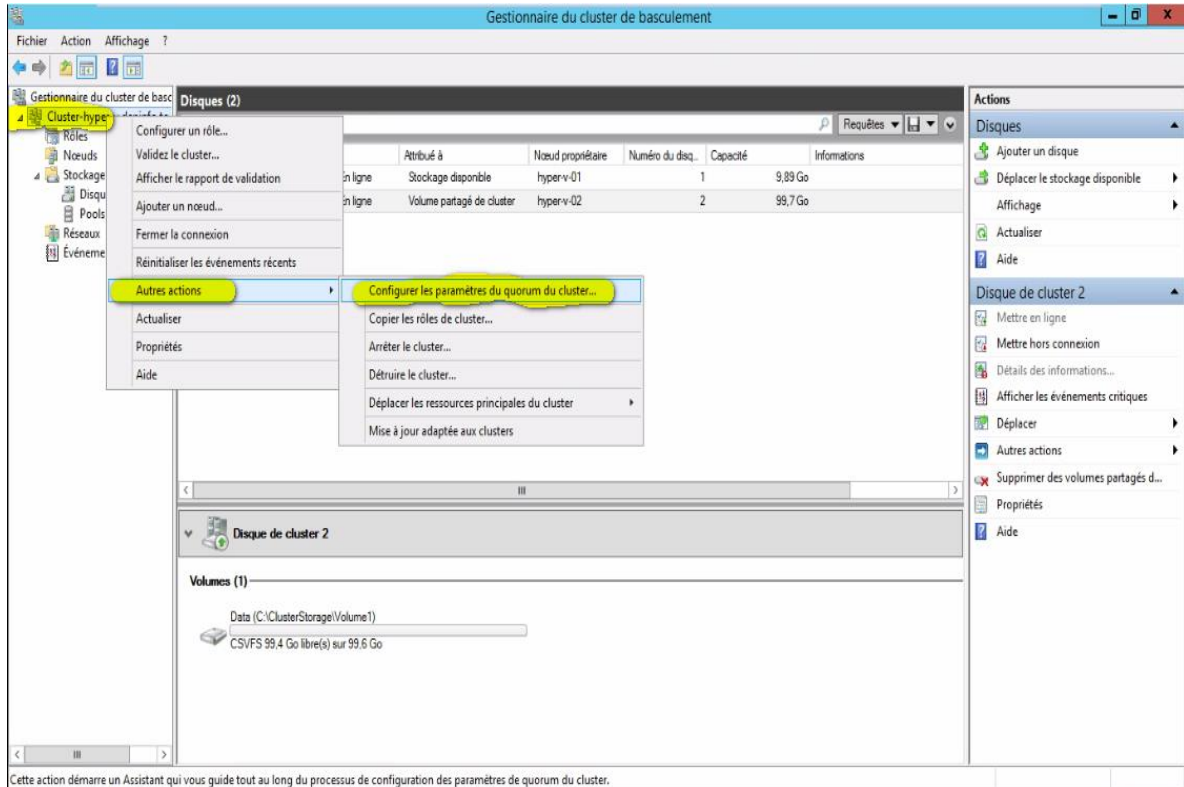 Gestionnaire du cluster de basculement
Fichier Action Affichage ?
Gestionnaire du cluster de basc
Cluster-hype
Rôles
Nœuds
Stockage
Disqu
Pools
Réseaux
Événeme
Configurer un rôle...
Validez le cluster...
Afficher le rapport de validation
Ajouter un nœud...
Fermer la connexion
Réinitialiser les événements récents
Autres actions
Actualiser
Propriétés
Aide
Configurer les paramètres du quorum du cluster...
Copier les rôles de cluster...
Arrêter le cluster...
Détruire le cluster...
Déplacer les ressources principales du cluster
Mise à jour adaptée aux clusters
Disques (2)
Requêtes
Attribué à Nœud propriétaire Numéro du disq... Capacité Informations
En ligne Stockage disponible hyper-v-01 1 9,89 Go
En ligne Volume partagé de cluster hyper-v-02 2 99,7 Go
Disque de cluster 2
Volumes (1)
Data (C:\ClusterStorage\Volume1)
CSVFS 99,4 Go libre(s) sur 99,6 Go
Actions
Disques
Ajouter un disque
Déplacer le stockage disponible
Affichage
Actualiser
Aide
Disque de cluster 2
Mettre en ligne
Mettre hors connexion
Détails des informations...
Afficher les événements critiques
Déplacer
Autres actions
Supprimer des volumes partagés d...
Propriétés
Aide
Cette action démarre un Assistant qui vous guide tout au long du processus de configuration des paramètres de quorum du cluster.